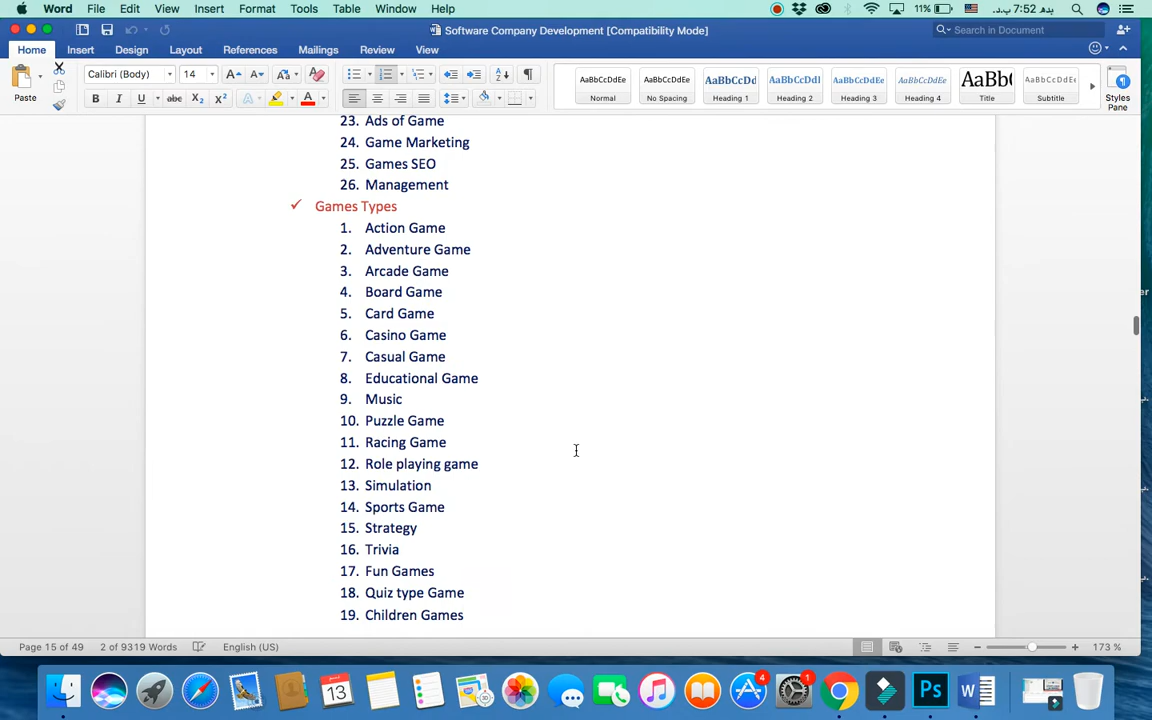 Word File Edit View Insert Format Tools Table Window Help 11% بدھ 7:52 ب.د.
Software Company Development [Compatibility Mode]
Search in Document
Home Insert Design Layout References Mailings Review View
Calibri (Body) 14
Paste
AaBbCcDdEe AaBbCcDdEe AaBbCcDd AaBbCcDdI AaBbCcDdEe AaBbCcDdEe AaBb( AaBbCcDdEe
Normal No Spacing Heading 1 Heading 2 Heading 3 Heading 4 Title Subtitle Styles Pane
23. Ads of Game
24. Game Marketing
25. Games SEO
26. Management
✓ Games Types
1. Action Game
2. Adventure Game
3. Arcade Game
4. Board Game
5. Card Game
6. Casino Game
7. Casual Game
8. Educational Game
9. Music
10. Puzzle Game
11. Racing Game
12. Role playing game
13. Simulation
14. Sports Game
15. Strategy
16. Trivia
17. Fun Games
18. Quiz type Game
19. Children Games
Page 15 of 49 2 of 9319 Words English (US) 173 %
13 4 1 Ps W